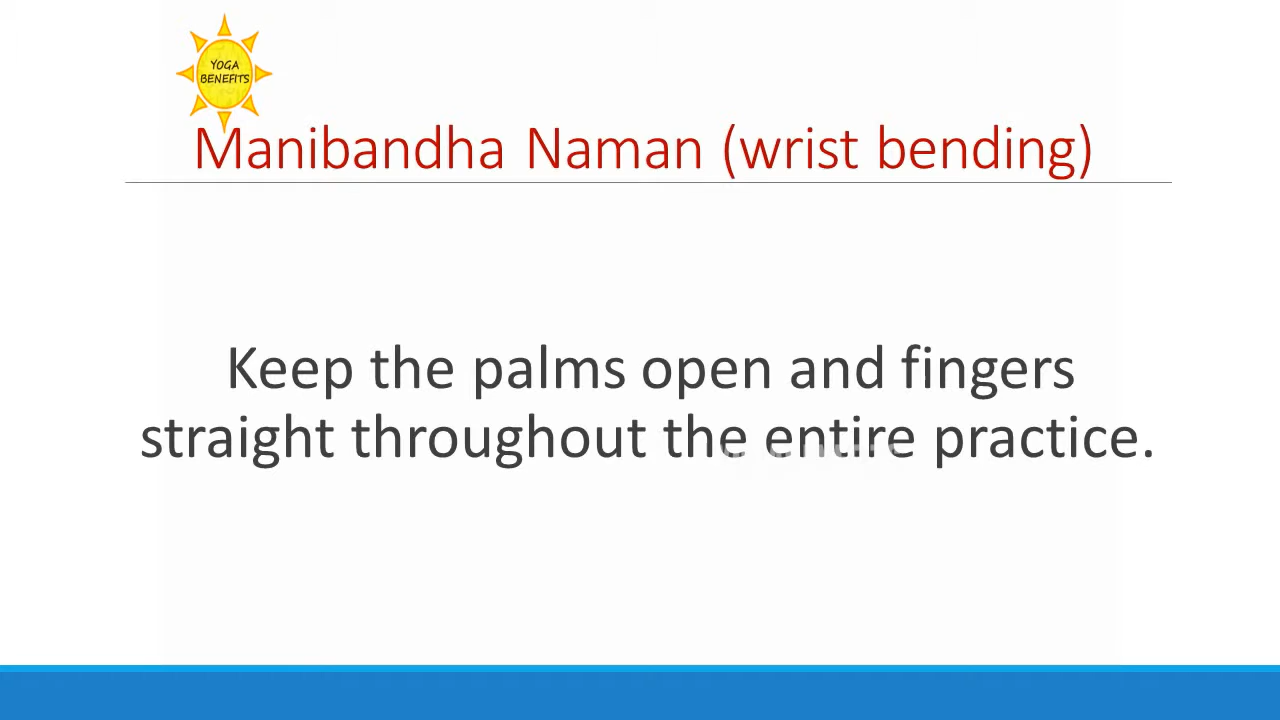 YOGA
BENEFITS
Manibandha Naman (wrist bending)
Keep the palms open and fingers
straight throughout the entire practice.